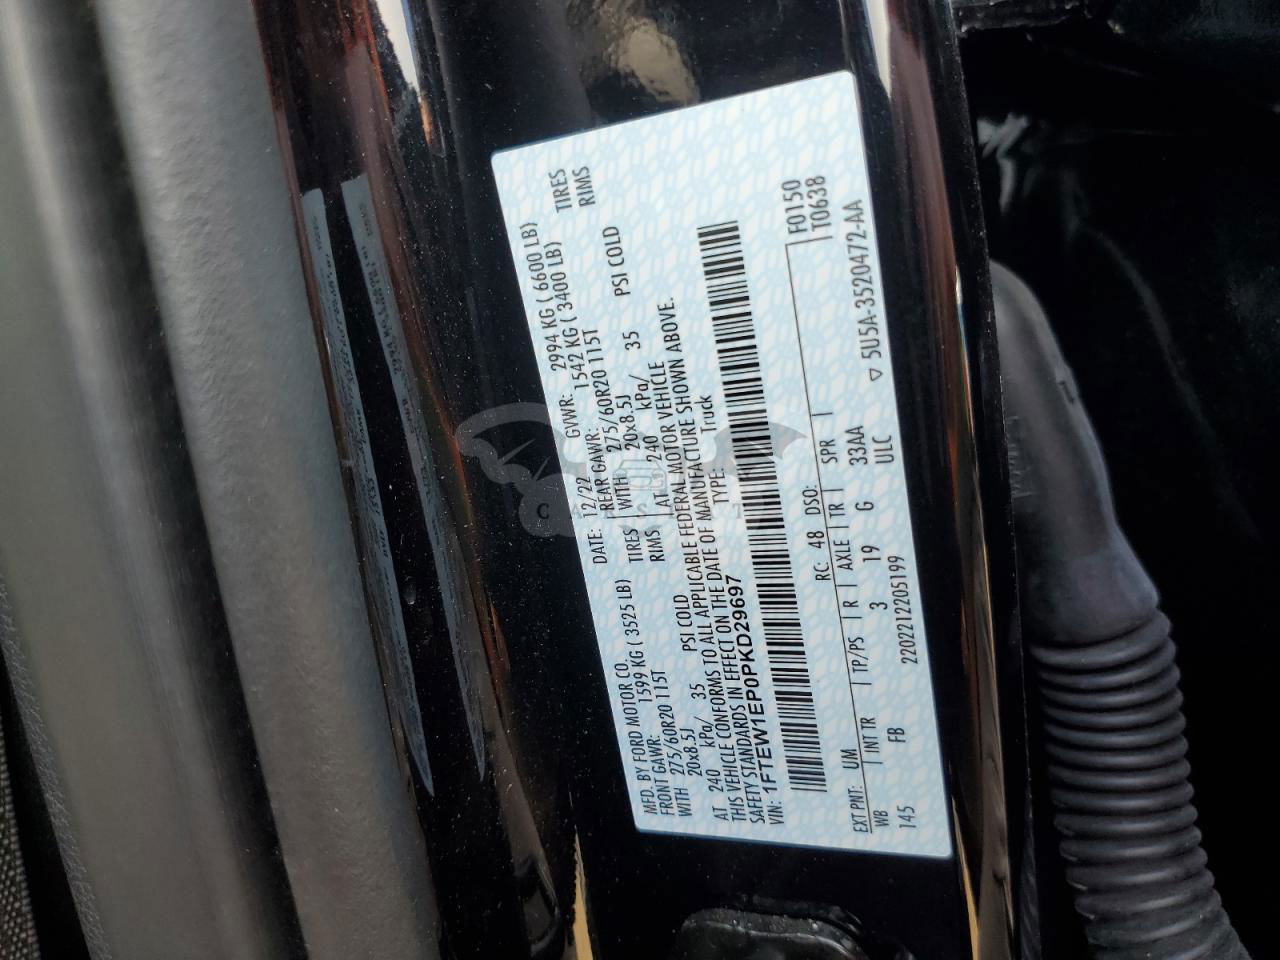 MFD. BY FORD MOTOR CO.
DATE: 12/22 GVWR: 2994 KG ( 6600 LB)
FRONT GAWR: 1599 KG ( 3525 LB) REAR GAWR: 1542 KG ( 3400 LB)
WITH 275/60R20 115T TIRES WITH 275/60R20 115T TIRES
20x8.5J RIMS 20x8.5J RIMS
AT 240 kPa/ 35 PSI COLD AT 240 kPa/ 35 PSI COLD
THIS VEHICLE CONFORMS TO ALL APPLICABLE FEDERAL MOTOR VEHICLE
SAFETY STANDARDS IN EFFECT ON THE DATE OF MANUFACTURE SHOWN ABOVE.
VIN: 1FTEW1EP0PKD29697 TYPE: Truck
F0150
T0638
EXT PNT: UM RC: 48 DSO:
WB INT TR TP/PS R AXLE TR SPR
145 FB 3 19 G 33AA
2202212205199 ULC
▽ 5U5A-3520472-AA